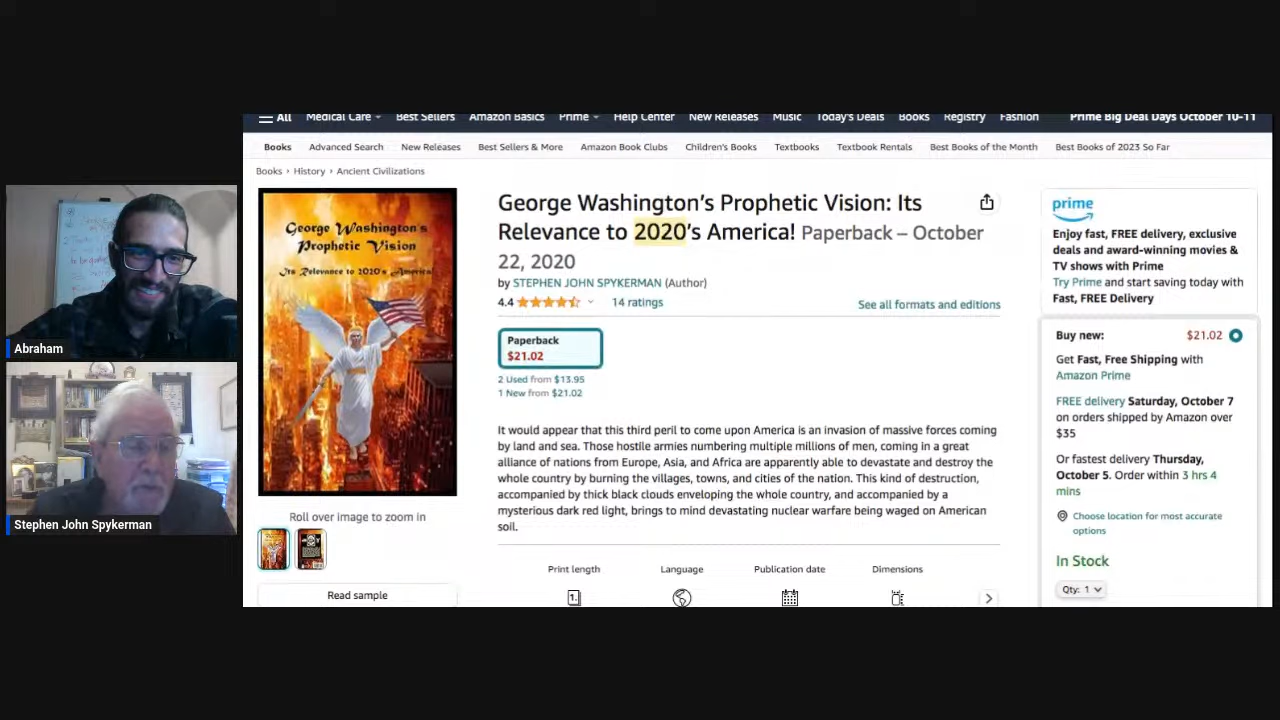 All Medical Care Best Sellers Amazon Basics Prime Help Center New Releases Music Today's Deals Books Registry Fashion Prime Big Deal Days October 10-11
Books Advanced Search New Releases Best Sellers & More Amazon Book Clubs Children's Books Textbooks Textbook Rentals Best Books of the Month Best Books of 2023 So Far
Books › History › Ancient Civilizations
George Washington's
Prophetic Vision
Its Relevance to 2020's America!
Roll over image to zoom in
Read sample
George Washington's Prophetic Vision: Its
Relevance to 2020's America! Paperback – October
22, 2020
by STEPHEN JOHN SPYKERMAN (Author)
4.4 14 ratings
See all formats and editions
Paperback
$21.02
2 Used from $13.95
1 New from $21.02
It would appear that this third peril to come upon America is an invasion of massive forces coming
by land and sea. Those hostile armies numbering multiple millions of men, coming in a great
alliance of nations from Europe, Asia, and Africa are apparently able to devastate and destroy the
whole country by burning the villages, towns, and cities of the nation. This kind of destruction,
accompanied by thick black clouds enveloping the whole country, and accompanied by a
mysterious dark red light, brings to mind devastating nuclear warfare being waged on American
soil.
Print length Language Publication date Dimensions
prime
Enjoy fast, FREE delivery, exclusive
deals and award-winning movies &
TV shows with Prime
Try Prime and start saving today with
Fast, FREE Delivery
Buy new: $21.02
Get Fast, Free Shipping with
Amazon Prime
FREE delivery Saturday, October 7
on orders shipped by Amazon over
$35
Or fastest delivery Thursday,
October 5. Order within 3 hrs 4
mins
Choose location for most accurate
options
In Stock
Qty: 1
Abraham
Stephen John Spykerman